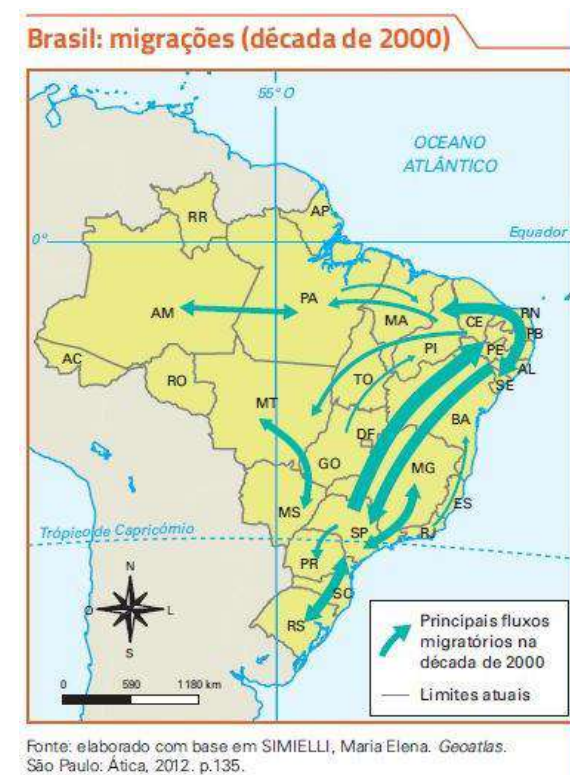 Brasil: migrações (década de 2000)
55° O
OCEANO
ATLÂNTICO
RR
AP
0°
Equador
AM
PA
MA
CE
RN
PB
PI
PE
AL
SE
AC
RO
TO
MT
BA
DF
GO
MG
MS
ES
Trópico de Capricórnio
SP
RJ
PR
SC
RS
N
O
L
S
0 590 1180 km
Principais fluxos
migratórios na
década de 2000
Limites atuais
Fonte: elaborado com base em SIMIELLI, Maria Elena. Geoatlas.
São Paulo: Ática, 2012. p.135.